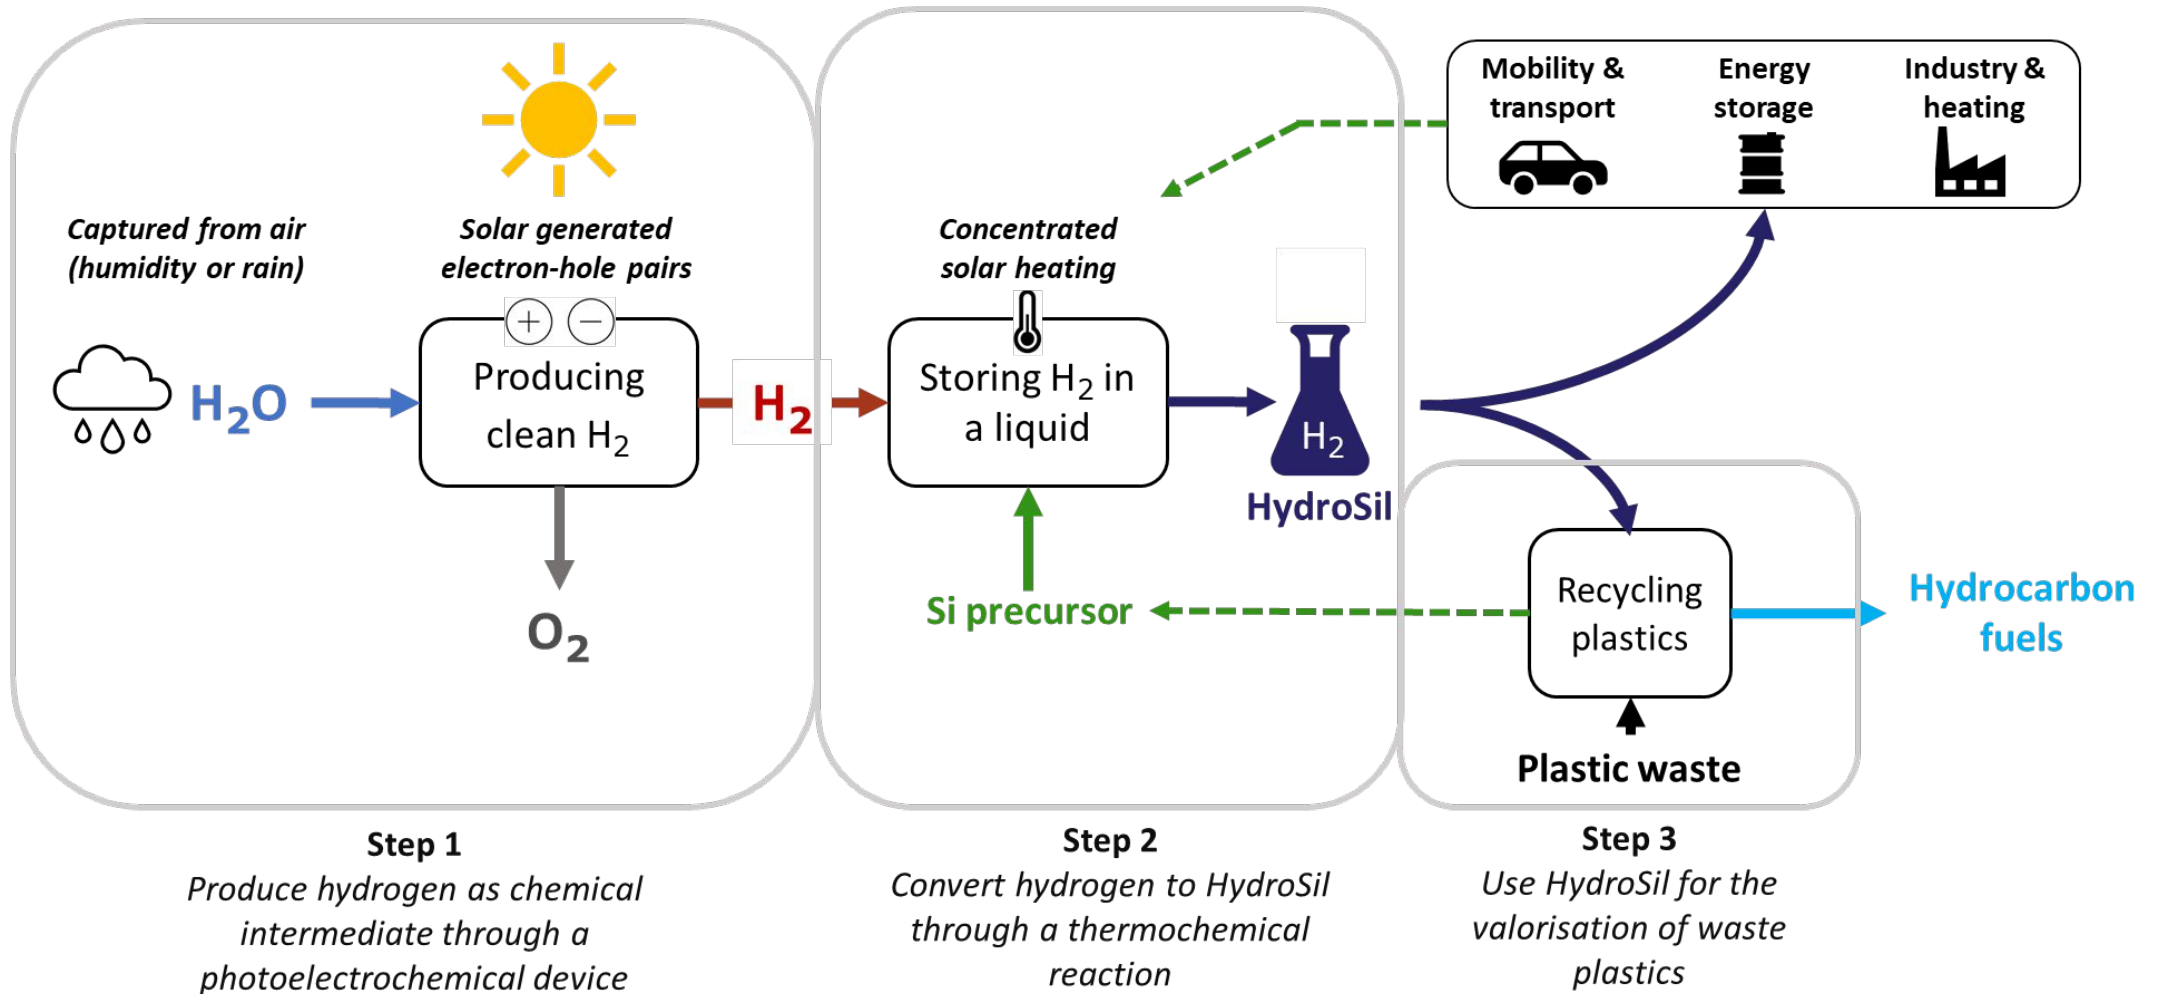 Captured from air
(humidity or rain)
H₂O
Solar generated
electron-hole pairs
+ −
Producing
clean H₂
O₂
H₂
Concentrated
solar heating
Storing H₂ in
a liquid
Si precursor
H₂
HydroSil
Mobility &
transport
Energy
storage
Industry &
heating
Recycling
plastics
Plastic waste
Hydrocarbon
fuels
Step 1
Produce hydrogen as chemical
intermediate through a
photoelectrochemical device
Step 2
Convert hydrogen to HydroSil
through a thermochemical
reaction
Step 3
Use HydroSil for the
valorisation of waste
plastics